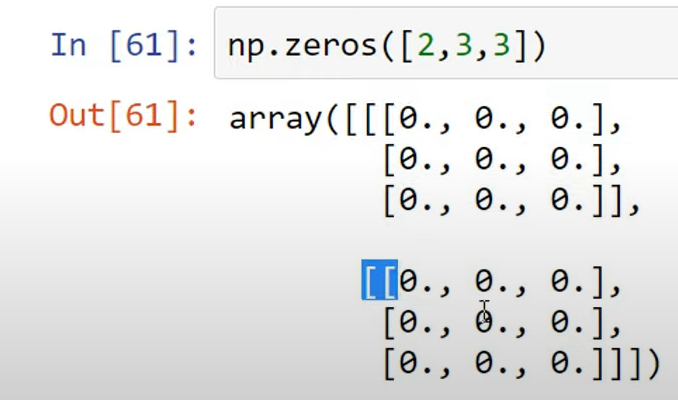 In [61]: np.zeros([2,3,3])
Out[61]: array([[[0., 0., 0.],
[0., 0., 0.],
[0., 0., 0.]],
[[0., 0., 0.],
[0., 0., 0.],
[0., 0., 0.]]])